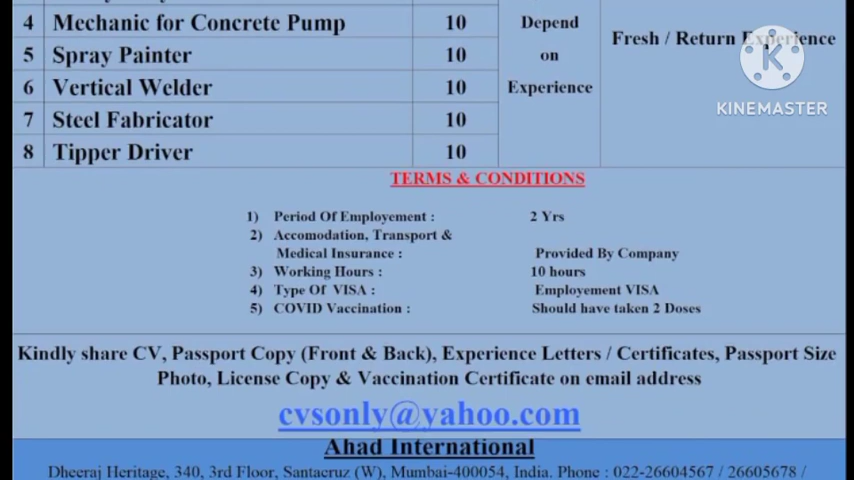 4 Mechanic for Concrete Pump 10 Depend
Fresh / Return Experience
5 Spray Painter 10 on
6 Vertical Welder 10 Experience
7 Steel Fabricator 10
8 Tipper Driver 10
KINEMASTER
TERMS & CONDITIONS
1) Period Of Employement : 2 Yrs
2) Accomodation, Transport &
Medical Insurance : Provided By Company
3) Working Hours : 10 hours
4) Type Of VISA : Employement VISA
5) COVID Vaccination : Should have taken 2 Doses
Kindly share CV, Passport Copy (Front & Back), Experience Letters / Certificates, Passport Size
Photo, License Copy & Vaccination Certificate on email address
cvsonly@yahoo.com
Ahad International
Dheeraj Heritage, 340, 3rd Floor, Santacruz (W), Mumbai-400054, India. Phone : 022-26604567 / 26605678 /